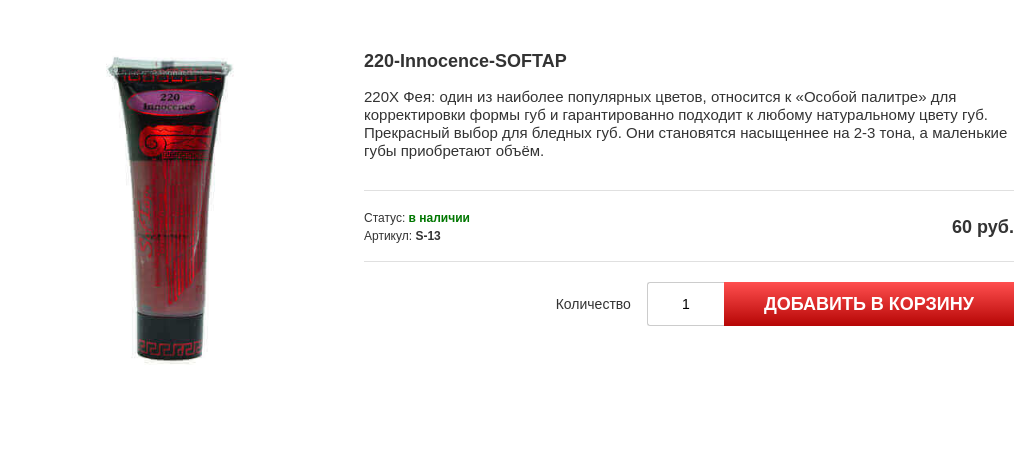 220
Innocence
220-Innocence-SOFTAP
220X Фея: один из наиболее популярных цветов, относится к «Особой палитре» для
корректировки формы губ и гарантированно подходит к любому натуральному цвету губ.
Прекрасный выбор для бледных губ. Они становятся насыщеннее на 2-3 тона, а маленькие
губы приобретают объём.
Статус: в наличии
Артикул: S-13
60 руб.
Количество
1
ДОБАВИТЬ В КОРЗИНУ